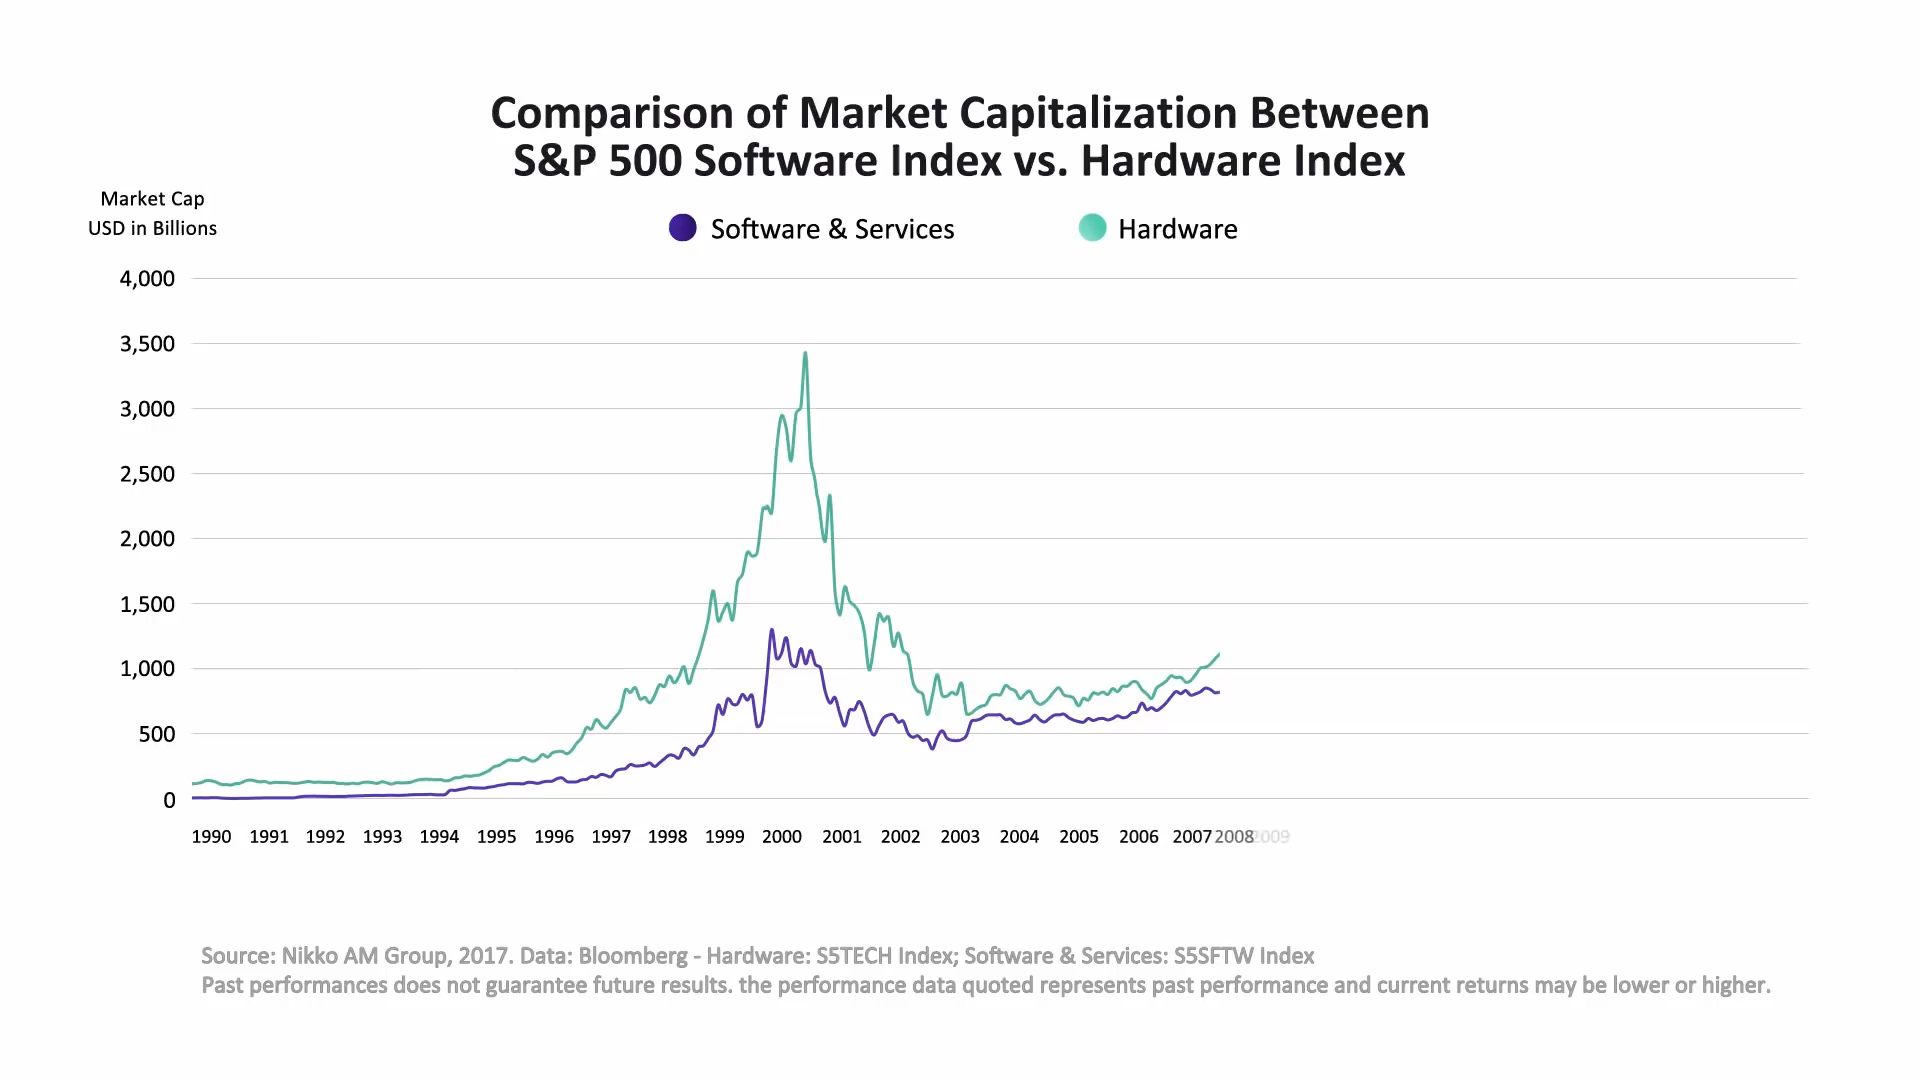 Comparison of Market Capitalization Between
S&P 500 Software Index vs. Hardware Index
Market Cap
USD in Billions
Software & Services
Hardware
4,000
3,500
3,000
2,500
2,000
1,500
1,000
500
0
1990 1991 1992 1993 1994 1995 1996 1997 1998 1999 2000 2001 2002 2003 2004 2005 2006 2007 2008 2009
Source: Nikko AM Group, 2017. Data: Bloomberg - Hardware: S5TECH Index; Software & Services: S5SFTW Index
Past performances does not guarantee future results. the performance data quoted represents past performance and current returns may be lower or higher.